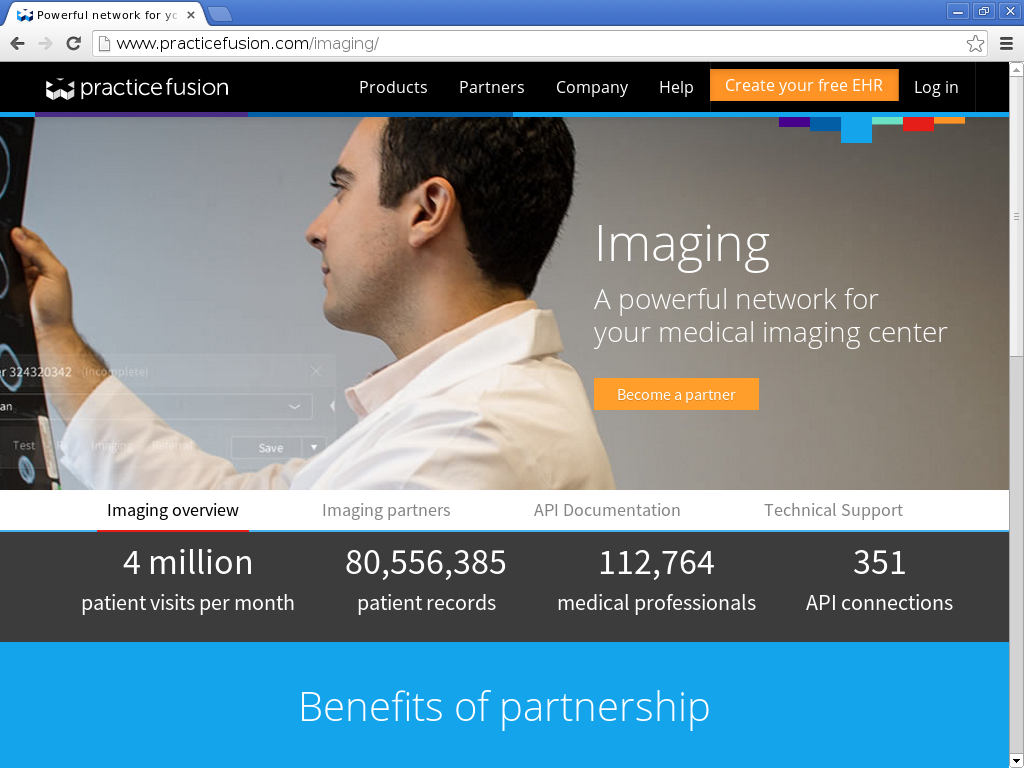 Powerful network for yo
www.practicefusion.com/imaging/
practice fusion
Products Partners Company Help Create your free EHR Log in
Imaging
A powerful network for
your medical imaging center
Become a partner
324320342 (Incomplete)
an
Test Imaging Referral
Save
Imaging overview Imaging partners API Documentation Technical Support
4 million 80,556,385 112,764 351
patient visits per month patient records medical professionals API connections
Benefits of partnership